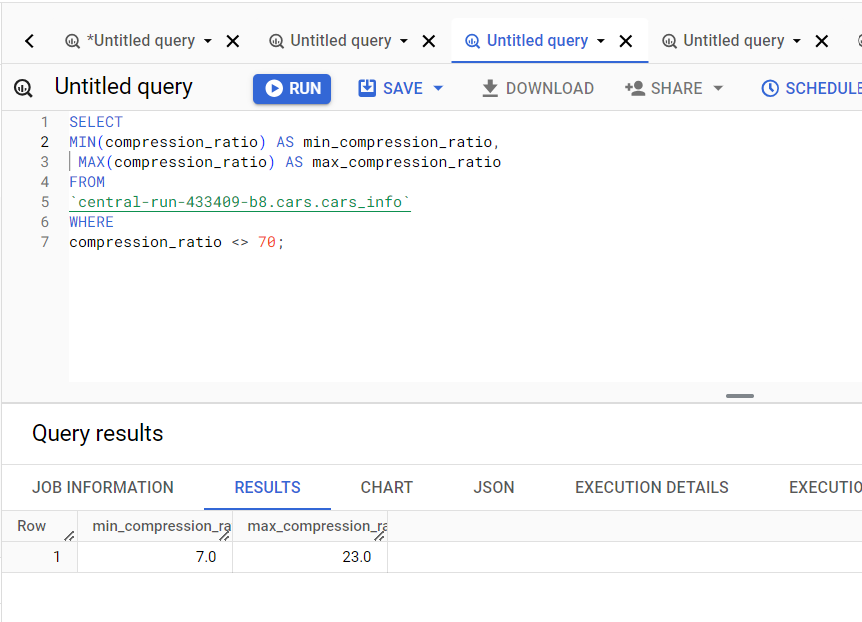 *Untitled query
Untitled query
Untitled query
Untitled query
Untitled query
RUN
SAVE
DOWNLOAD
SHARE
SCHEDULE
1 SELECT
2 MIN(compression_ratio) AS min_compression_ratio,
3 MAX(compression_ratio) AS max_compression_ratio
4 FROM
5 `central-run-433409-b8.cars.cars_info`
6 WHERE
7 compression_ratio <> 70;
Query results
JOB INFORMATION
RESULTS
CHART
JSON
EXECUTION DETAILS
EXECUTIO
Row
min_compression_ra
max_compression_ra
1
7.0
23.0